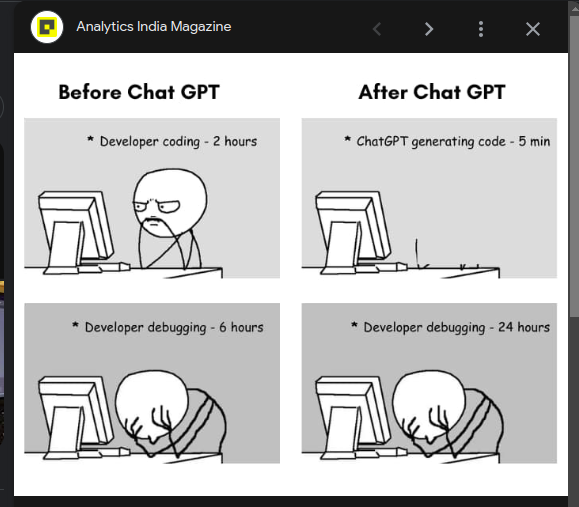 Analytics India Magazine
Before Chat GPT
After Chat GPT
* Developer coding - 2 hours
* ChatGPT generating code - 5 min
* Developer debugging - 6 hours
* Developer debugging - 24 hours